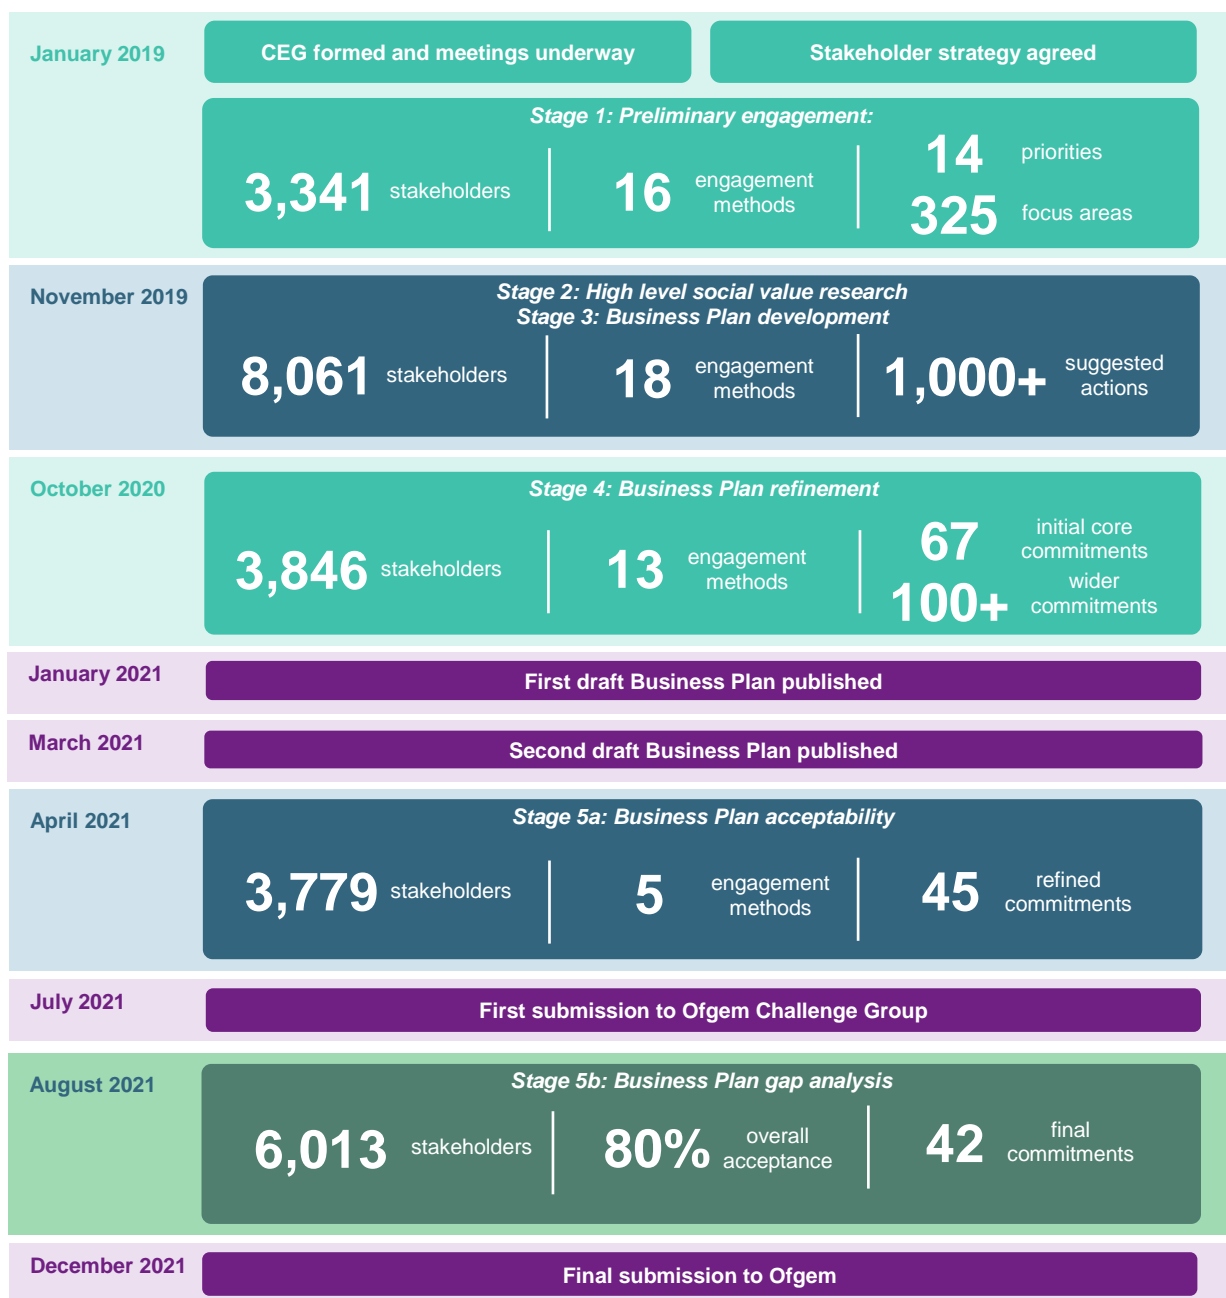 January 2019
CEG formed and meetings underway
Stakeholder strategy agreed
Stage 1: Preliminary engagement:
3,341 stakeholders
16 engagement
methods
14 priorities
325 focus areas
November 2019
Stage 2: High level social value research
Stage 3: Business Plan development
8,061 stakeholders
18 engagement
methods
1,000+ suggested
actions
October 2020
Stage 4: Business Plan refinement
3,846 stakeholders
13 engagement
methods
67 initial core
commitments
100+ wider
commitments
January 2021
First draft Business Plan published
March 2021
Second draft Business Plan published
April 2021
Stage 5a: Business Plan acceptability
3,779 stakeholders
5 engagement
methods
45 refined
commitments
July 2021
First submission to Ofgem Challenge Group
August 2021
Stage 5b: Business Plan gap analysis
6,013 stakeholders
80% overall
acceptance
42 final
commitments
December 2021
Final submission to Ofgem